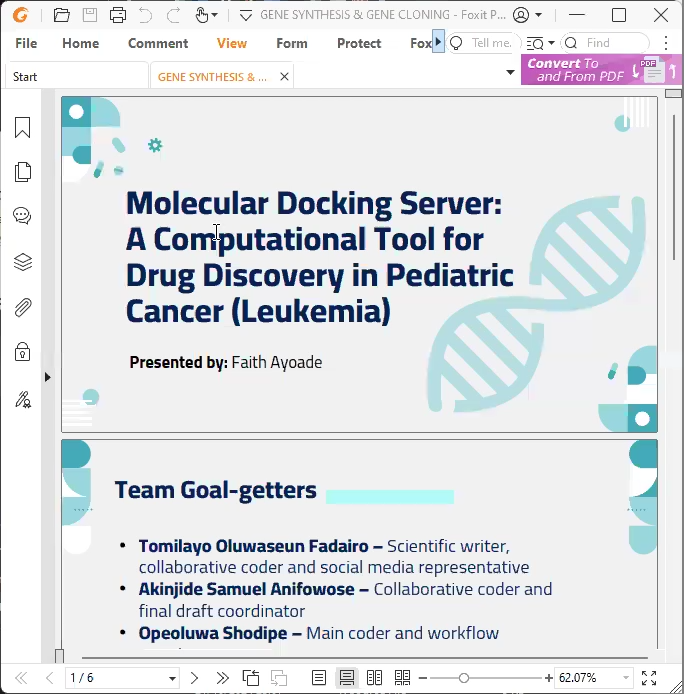 GENE SYNTHESIS & GENE CLONING - Foxit P...
File Home Comment View Form Protect Fox Tell me. Find
Start GENE SYNTHESIS & ... Convert To
and From PDF PDF
Molecular Docking Server:
A Computational Tool for
Drug Discovery in Pediatric
Cancer (Leukemia)
Presented by: Faith Ayoade
Team Goal-getters
• Tomilayo Oluwaseun Fadairo – Scientific writer,
collaborative coder and social media representative
• Akinjide Samuel Anifowose – Collaborative coder and
final draft coordinator
• Opeoluwa Shodipe – Main coder and workflow
1 / 6 62.07%